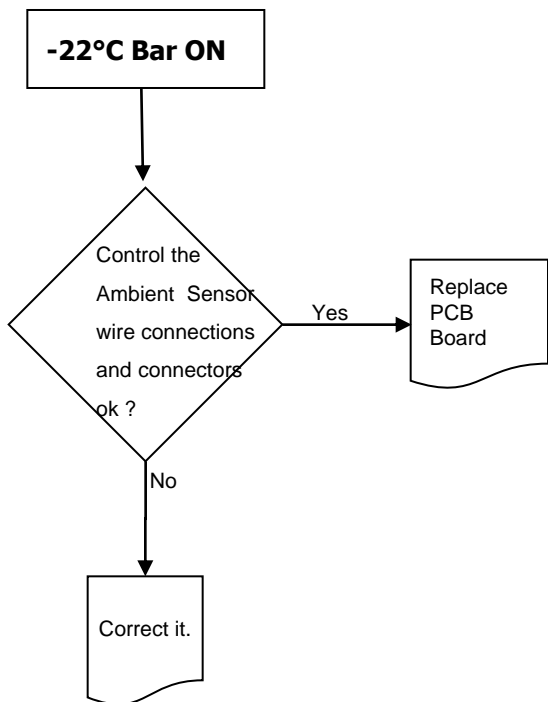 -22°C Bar ON
Control the
Ambient Sensor
wire connections
and connectors
ok ?
Yes
Replace
PCB
Board
No
Correct it.